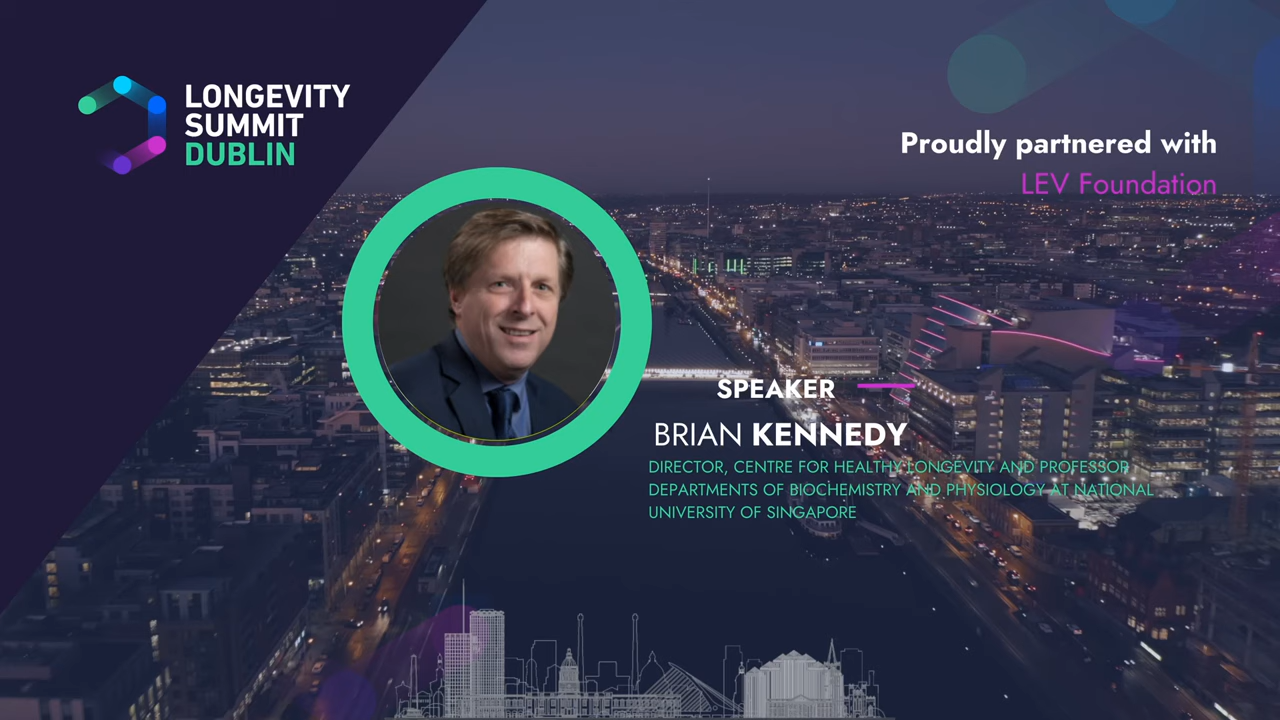 LONGEVITY
SUMMIT
DUBLIN
Proudly partnered with
LEV Foundation
SPEAKER
BRIAN KENNEDY
DIRECTOR, CENTRE FOR HEALTHY LONGEVITY AND PROFESSOR
DEPARTMENTS OF BIOCHEMISTRY AND PHYSIOLOGY AT NATIONAL
UNIVERSITY OF SINGAPORE